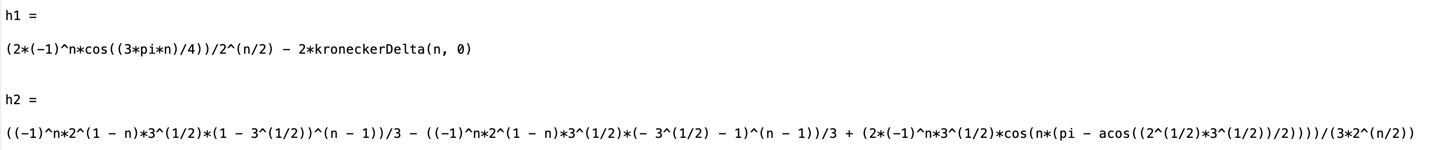 h1 =
(2*(-1)^n*cos((3*pi*n)/4))/2^(n/2) - 2*kroneckerDelta(n, 0)
h2 =
((-1)^n*2^(1 - n)*3^(1/2)*(1 - 3^(1/2))^(n - 1))/3 - ((-1)^n*2^(1 - n)*3^(1/2)*(- 3^(1/2) - 1)^(n - 1))/3 + (2*(-1)^n*3^(1/2)*cos(n*(pi - acos((2^(1/2)*3^(1/2))/2))))/(3*2^(n/2))